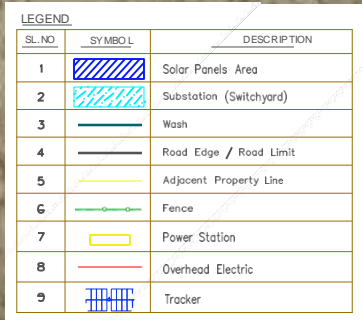 LEGEND
SL.NO SYMBOL DESCRIPTION
1 Solar Panels Area
2 Substation (Switchyard)
3 Wash
4 Road Edge / Road Limit
5 Adjacent Property Line
6 Fence
7 Power Station
8 Overhead Electric
9 Tracker